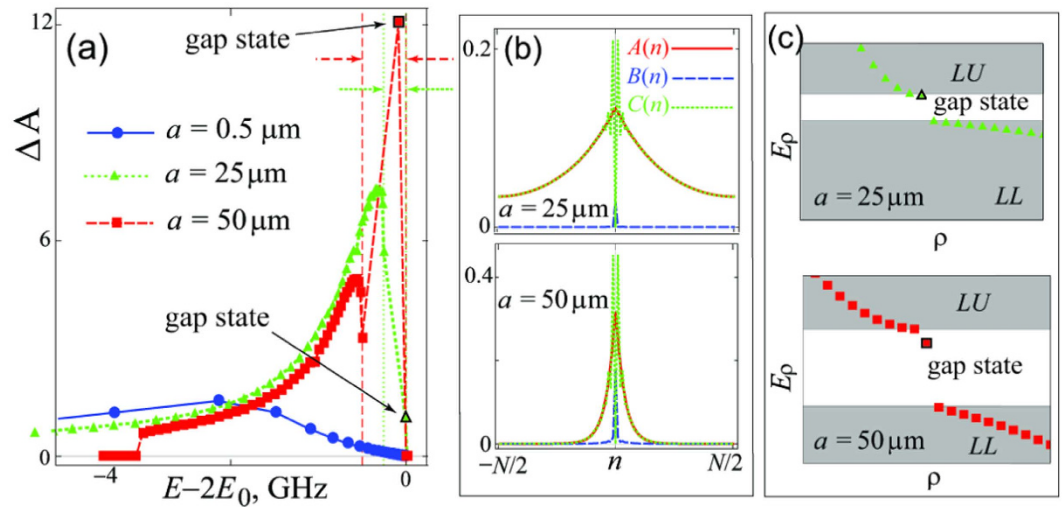 (a)
12
6
0
ΔA
gap state
a = 0.5 μm
a = 25 μm
a = 50 μm
gap state
−4
0
E−2E₀, GHz
(b)
0.2
A(n)
B(n)
C(n)
0
a = 25 μm
0.4
a = 50 μm
0
−N/2
n
N/2
(c)
LU
gap state
Eρ
a = 25 μm
LL
ρ
LU
gap state
Eρ
a = 50 μm
LL
ρ